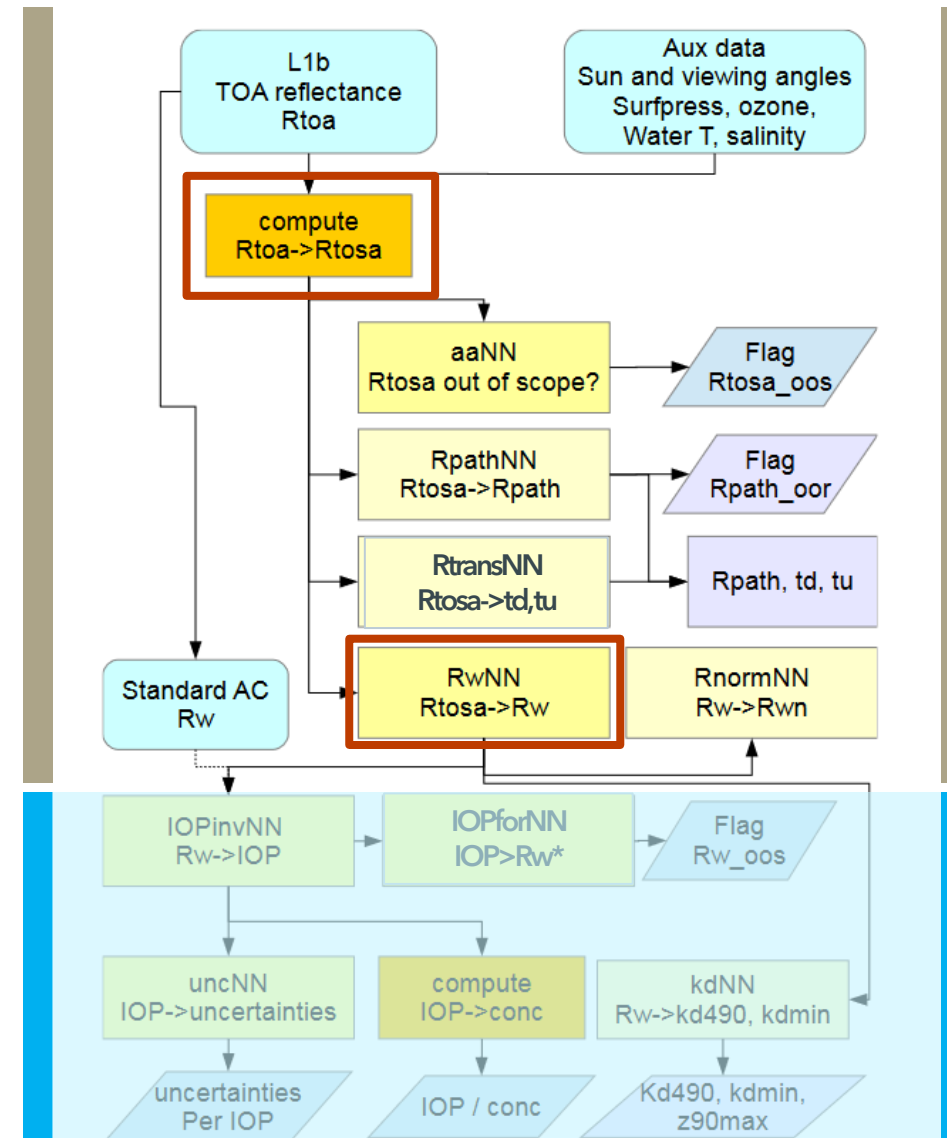 L1b
TOA reflectance
Rtoa
Aux data
Sun and viewing angles
Surfpress, ozone,
Water T, salinity
compute
Rtoa->Rtosa
aaNN
Rtosa out of scope?
Flag
Rtosa_oos
RpathNN
Rtosa->Rpath
Flag
Rpath_oor
RtransNN
Rtosa->td,tu
Rpath, td, tu
Standard AC
Rw
RwNN
Rtosa->Rw
RnormNN
Rw->Rwn
IOPinvNN
Rw->IOP
IOPforNN
IOP>Rw*
Flag
Rw_oos
uncNN
IOP->uncertainties
compute
IOP->conc
kdNN
Rw->kd490, kdmin
uncertainties
Per IOP
IOP / conc
Kd490, kdmin,
z90max